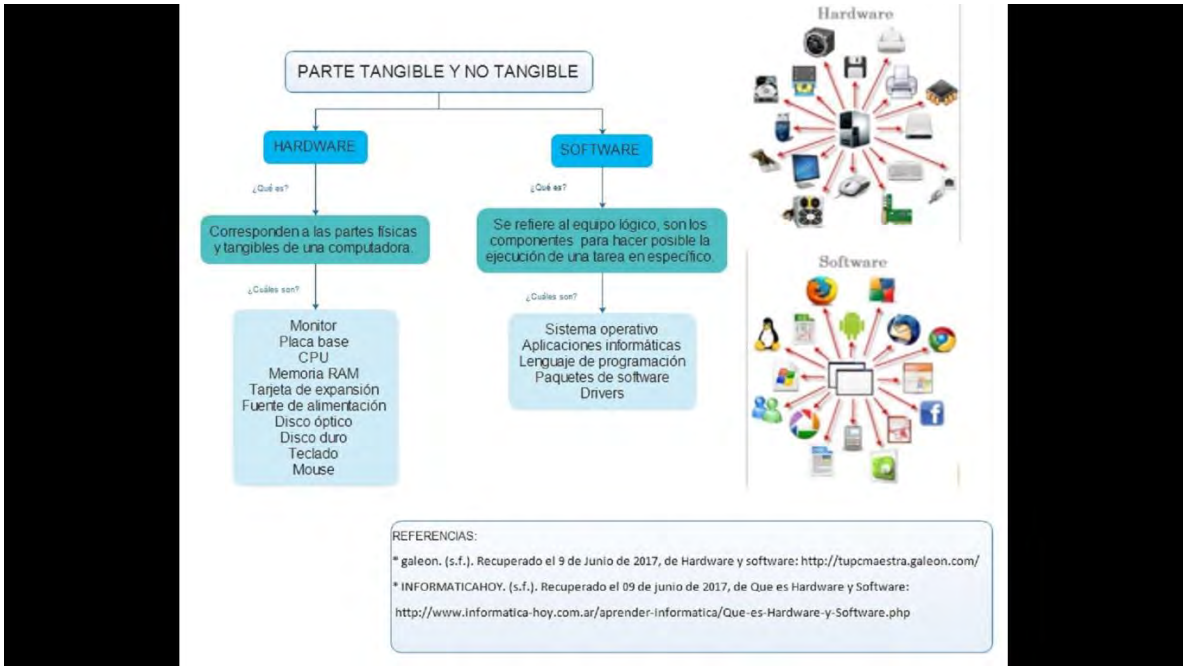 PARTE TANGIBLE Y NO TANGIBLE
HARDWARE
¿Qué es?
Corresponden a las partes físicas
y tangibles de una computadora.
¿Cuáles son?
Monitor
Placa base
CPU
Memoria RAM
Tarjeta de expansión
Fuente de alimentación
Disco óptico
Disco duro
Teclado
Mouse
SOFTWARE
¿Qué es?
Se refiere al equipo lógico, son los
componentes para hacer posible la
ejecución de una tarea en específico.
¿Cuáles son?
Sistema operativo
Aplicaciones informáticas
Lenguaje de programación
Paquetes de software
Drivers
Hardware
Software
REFERENCIAS:
* galeon. (s.f.). Recuperado el 9 de Junio de 2017, de Hardware y software: http://tupcmaestra.galeon.com/
* INFORMATICAHOY. (s.f.). Recuperado el 09 de junio de 2017, de Que es Hardware y Software:
http://www.informatica-hoy.com.ar/aprender-informatica/Que-es-Hardware-y-Software.php